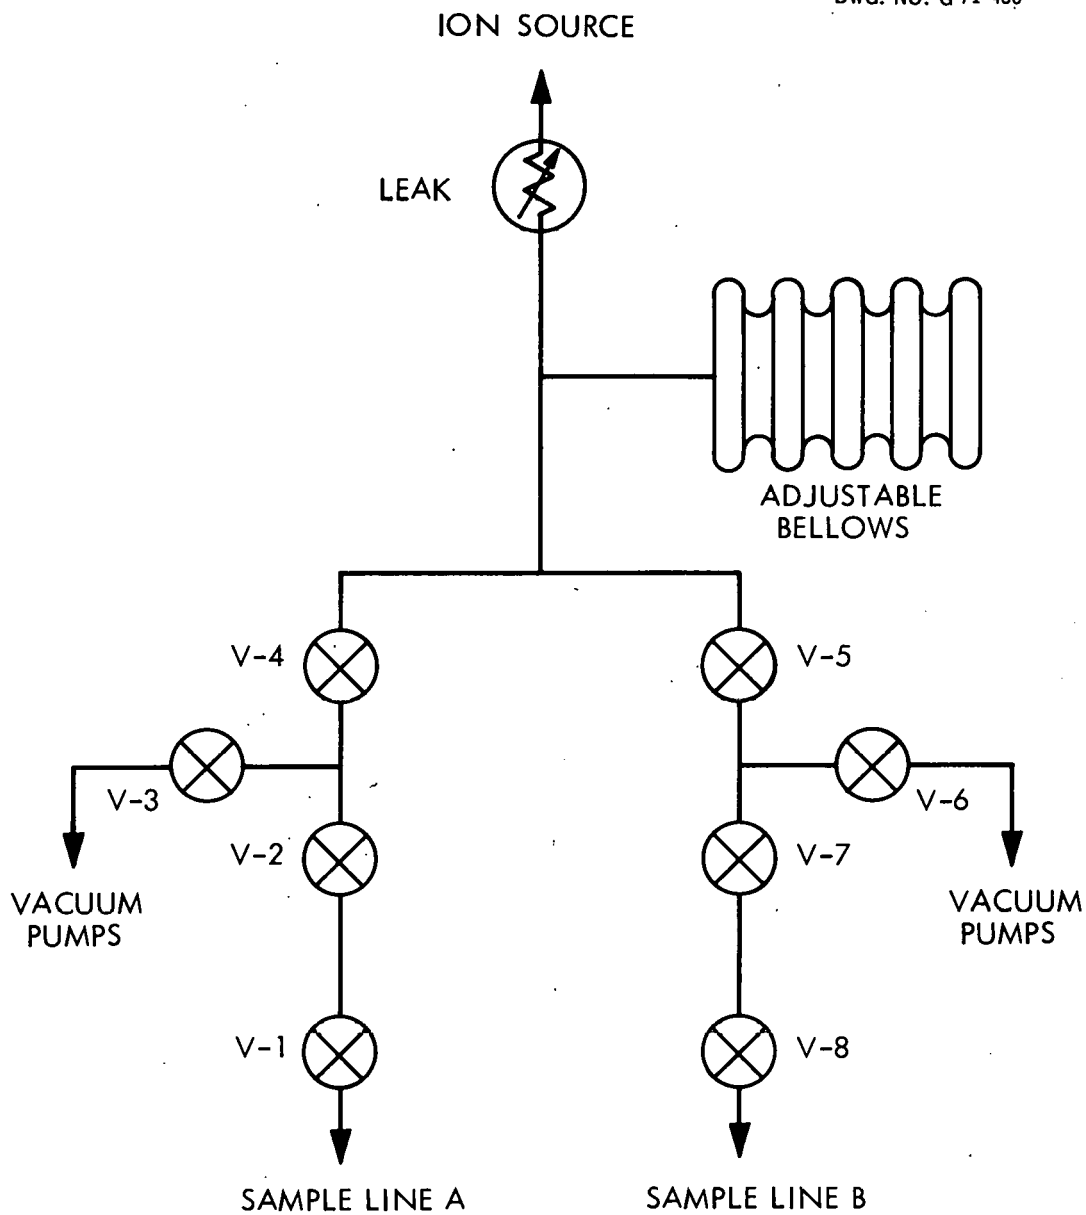 ION SOURCE
LEAK
ADJUSTABLE
BELLOWS
V-4
V-5
V-3
V-6
V-2
V-7
VACUUM
PUMPS
VACUUM
PUMPS
V-1
V-8
SAMPLE LINE A
SAMPLE LINE B